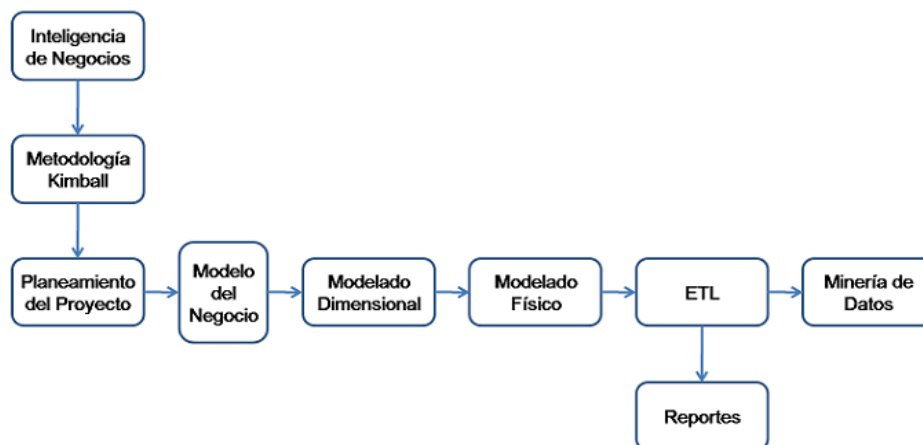 Inteligencia
de Negocios
Metodología
Kimball
Planeamiento
del Proyecto
Modelo
del
Negocio
Modelado
Dimensional
Modelado
Físico
ETL
Minería de
Datos
Reportes